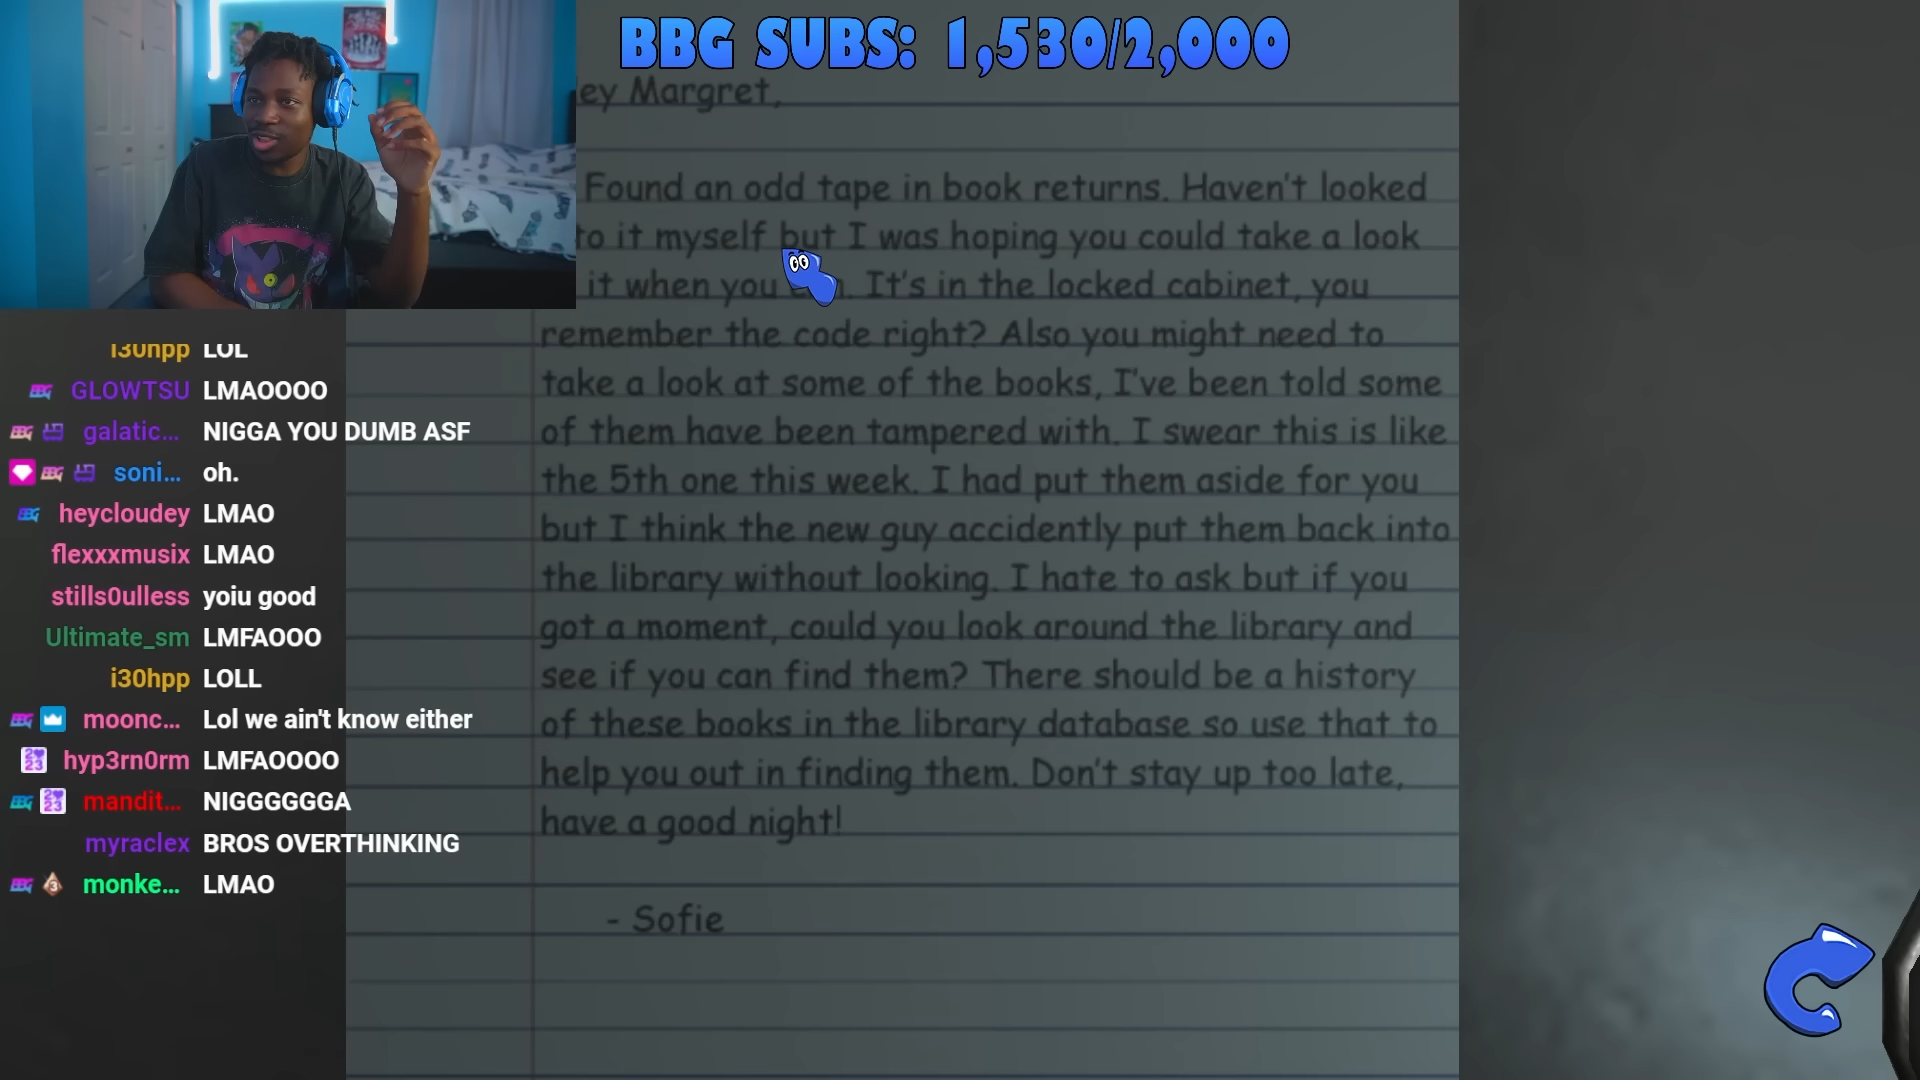 BBG SUBS: 1,530/2,000
ey Margret,
Found an odd tape in book returns. Haven't looked
to it myself but I was hoping you could take a look
it when you. It's in the locked cabinet, you
remember the code right? Also you might need to
take a look at some of the books, I've been told some
of them have been tampered with. I swear this is like
the 5th one this week. I had put them aside for you
but I think the new guy accidently put them back into
the library without looking. I hate to ask but if you
got a moment, could you look around the library and
see if you can find them? There should be a history
of these books in the library database so use that to
help you out in finding them. Don't stay up too late,
have a good night!
- Sofie
i30hpp LOL
GLOWTSU LMAOOOO
galatic... NIGGA YOU DUMB ASF
soni... oh.
heycloudey LMAO
flexxxmusix LMAO
stills0ulless yoiu good
Ultimate_sm LMFAOOO
i30hpp LOLL
moonc... Lol we ain't know either
hyp3rn0rm LMFAOOOO
mandit... NIGGGGGGA
myraclex BROS OVERTHINKING
monke... LMAO